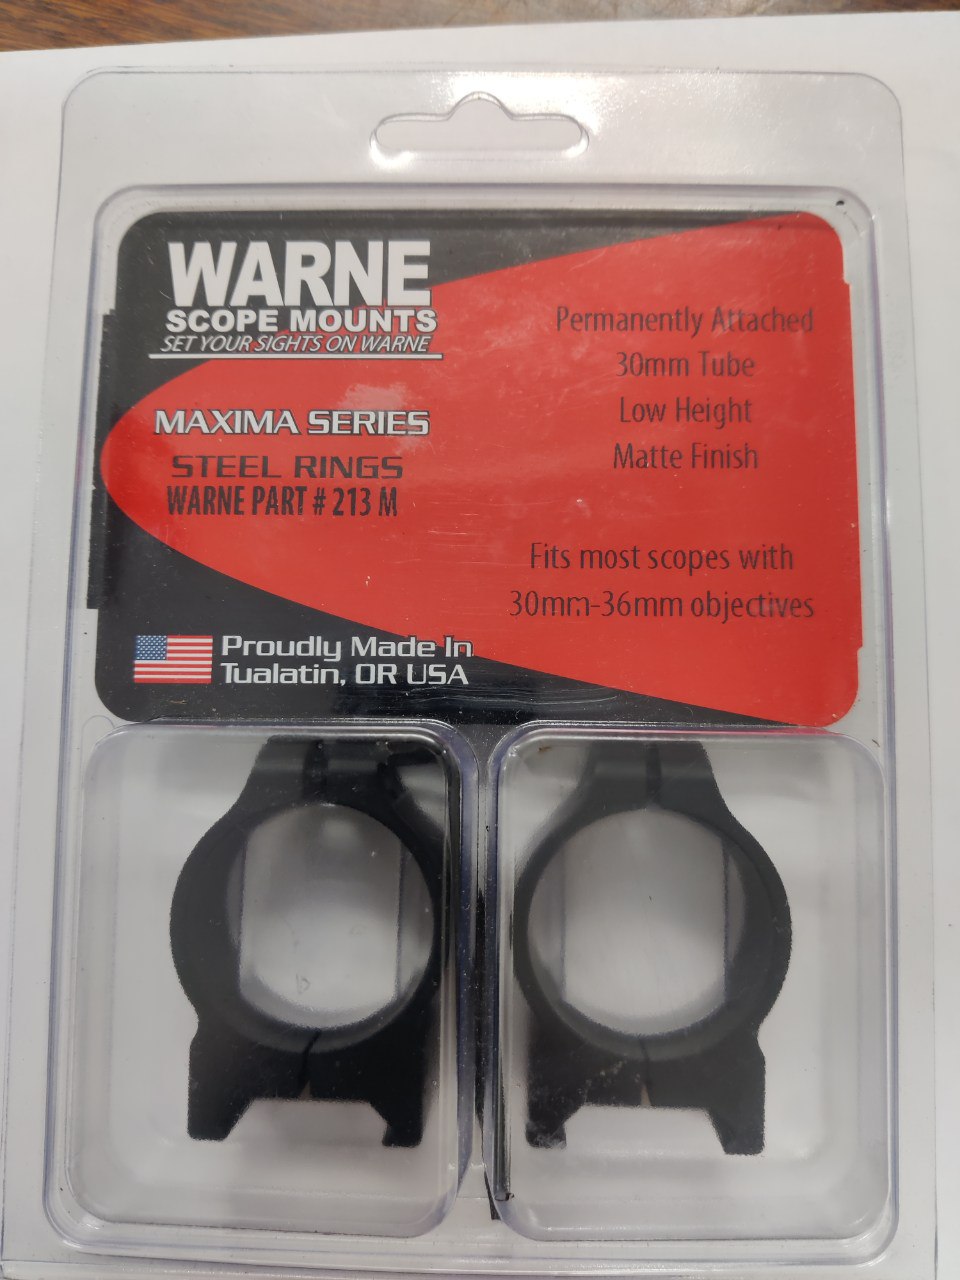 WARNE
SCOPE MOUNTS
SET YOUR SIGHTS ON WARNE
MAXIMA SERIES
STEEL RINGS
WARNE PART # 213 M
Permanently Attached
30mm Tube
Low Height
Matte Finish
Fits most scopes with
30mm-36mm objectives
Proudly Made In
Tualatin, OR USA